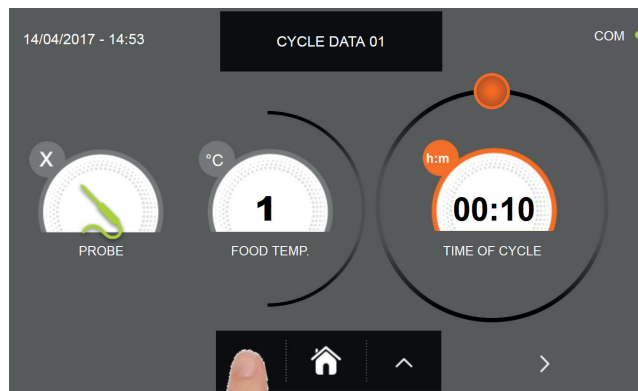 14/04/2017 - 14:53
CYCLE DATA 01
COM
X
°C
h:m
1
00:10
PROBE
FOOD TEMP.
TIME OF CYCLE